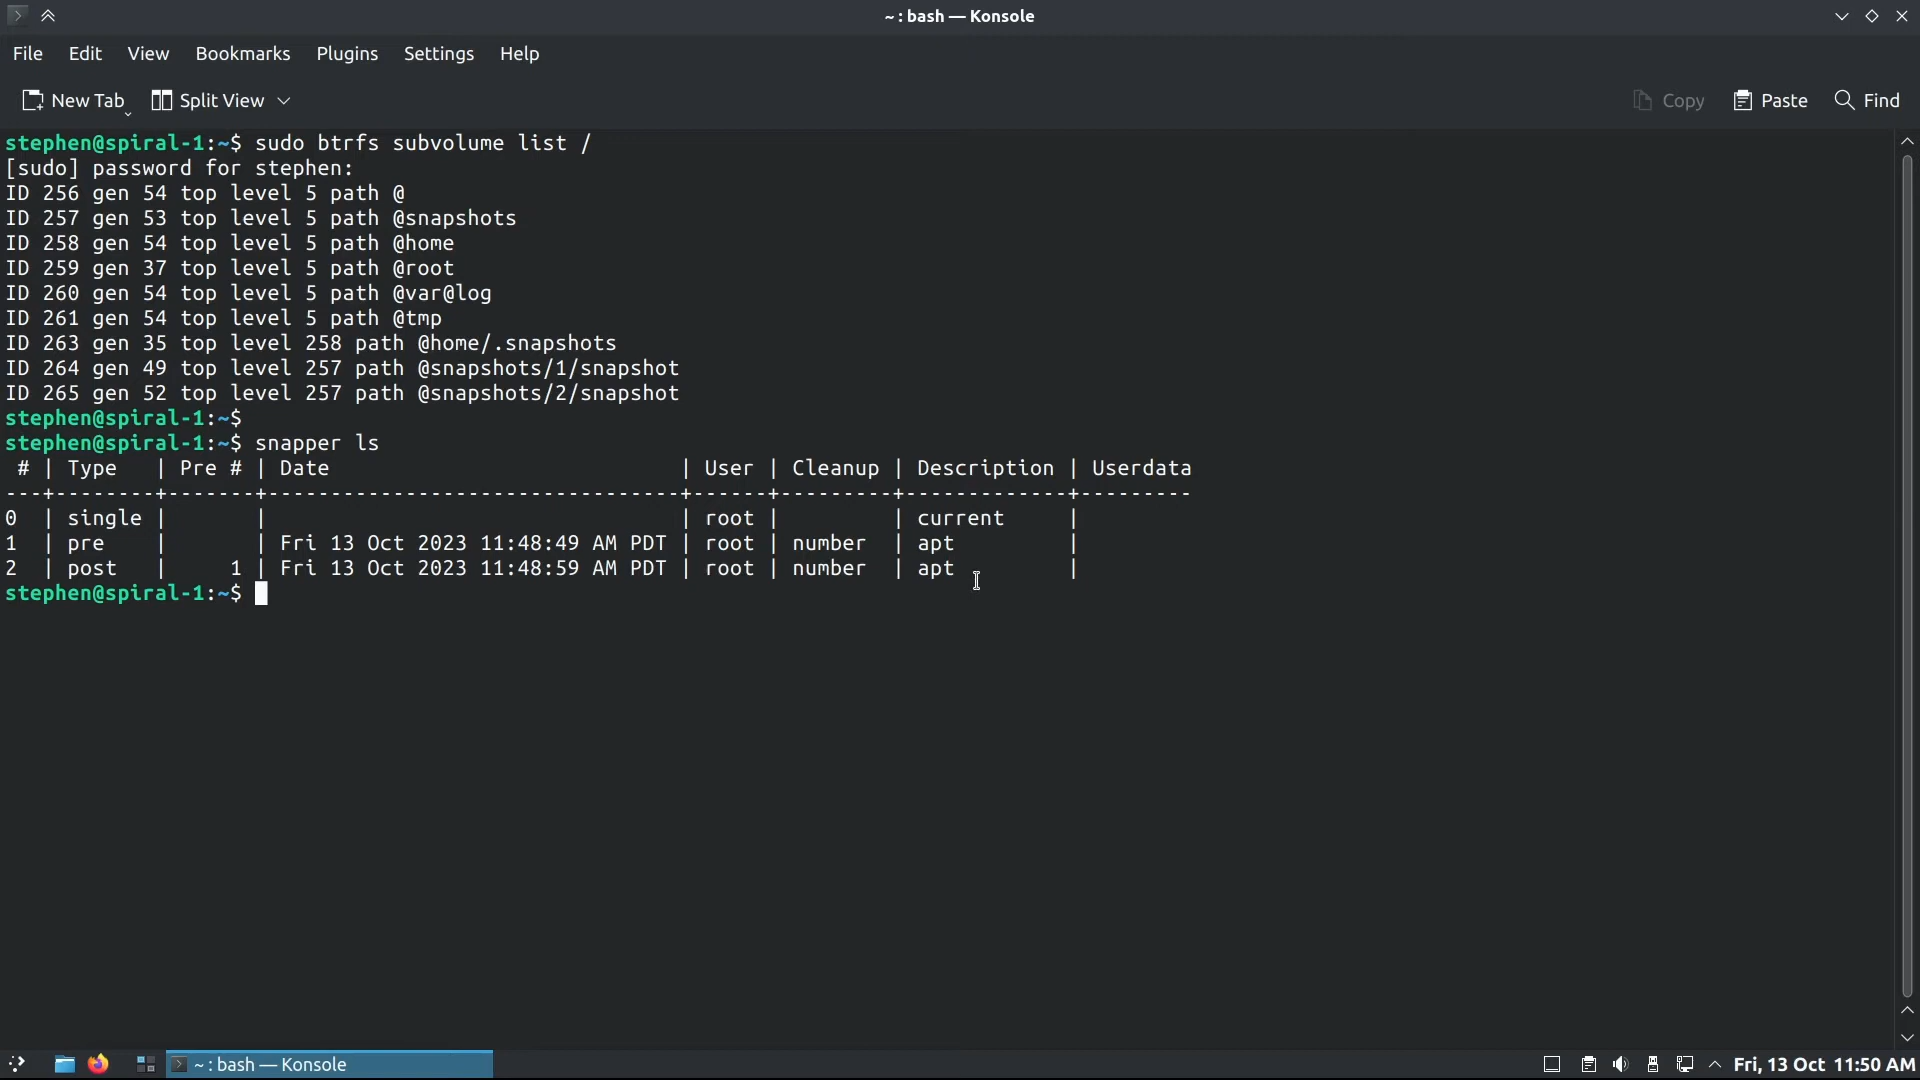 ~ : bash — Konsole
File Edit View Bookmarks Plugins Settings Help
New Tab Split View Copy Paste Find
stephen@spiral-1:~$ sudo btrfs subvolume list /
[sudo] password for stephen:
ID 256 gen 54 top level 5 path @
ID 257 gen 53 top level 5 path @snapshots
ID 258 gen 54 top level 5 path @home
ID 259 gen 37 top level 5 path @root
ID 260 gen 54 top level 5 path @var@log
ID 261 gen 54 top level 5 path @tmp
ID 263 gen 35 top level 258 path @home/.snapshots
ID 264 gen 49 top level 257 path @snapshots/1/snapshot
ID 265 gen 52 top level 257 path @snapshots/2/snapshot
stephen@spiral-1:~$
stephen@spiral-1:~$ snapper ls
 # | Type   | Pre # | Date                            | User | Cleanup | Description | Userdata
---+--------+-------+---------------------------------+------+---------+-------------+---------
0  | single |       |                                 | root |         | current     |
1  | pre    |       | Fri 13 Oct 2023 11:48:49 AM PDT | root | number  | apt         |
2  | post   |     1 | Fri 13 Oct 2023 11:48:59 AM PDT | root | number  | apt         |
stephen@spiral-1:~$
~ : bash — Konsole Fri, 13 Oct 11:50 AM